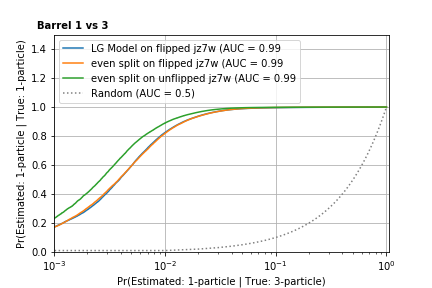 Barrel 1 vs 3
Pr(Estimated: 1-particle | True: 1-particle)
1.4
1.2
1.0
0.8
0.6
0.4
0.2
0.0
LG Model on flipped jz7w (AUC = 0.99
even split on flipped jz7w (AUC = 0.99
even split on unflipped jz7w (AUC = 0.99
Random (AUC = 0.5)
10⁻³
10⁻²
10⁻¹
10⁰
Pr(Estimated: 1-particle | True: 3-particle)